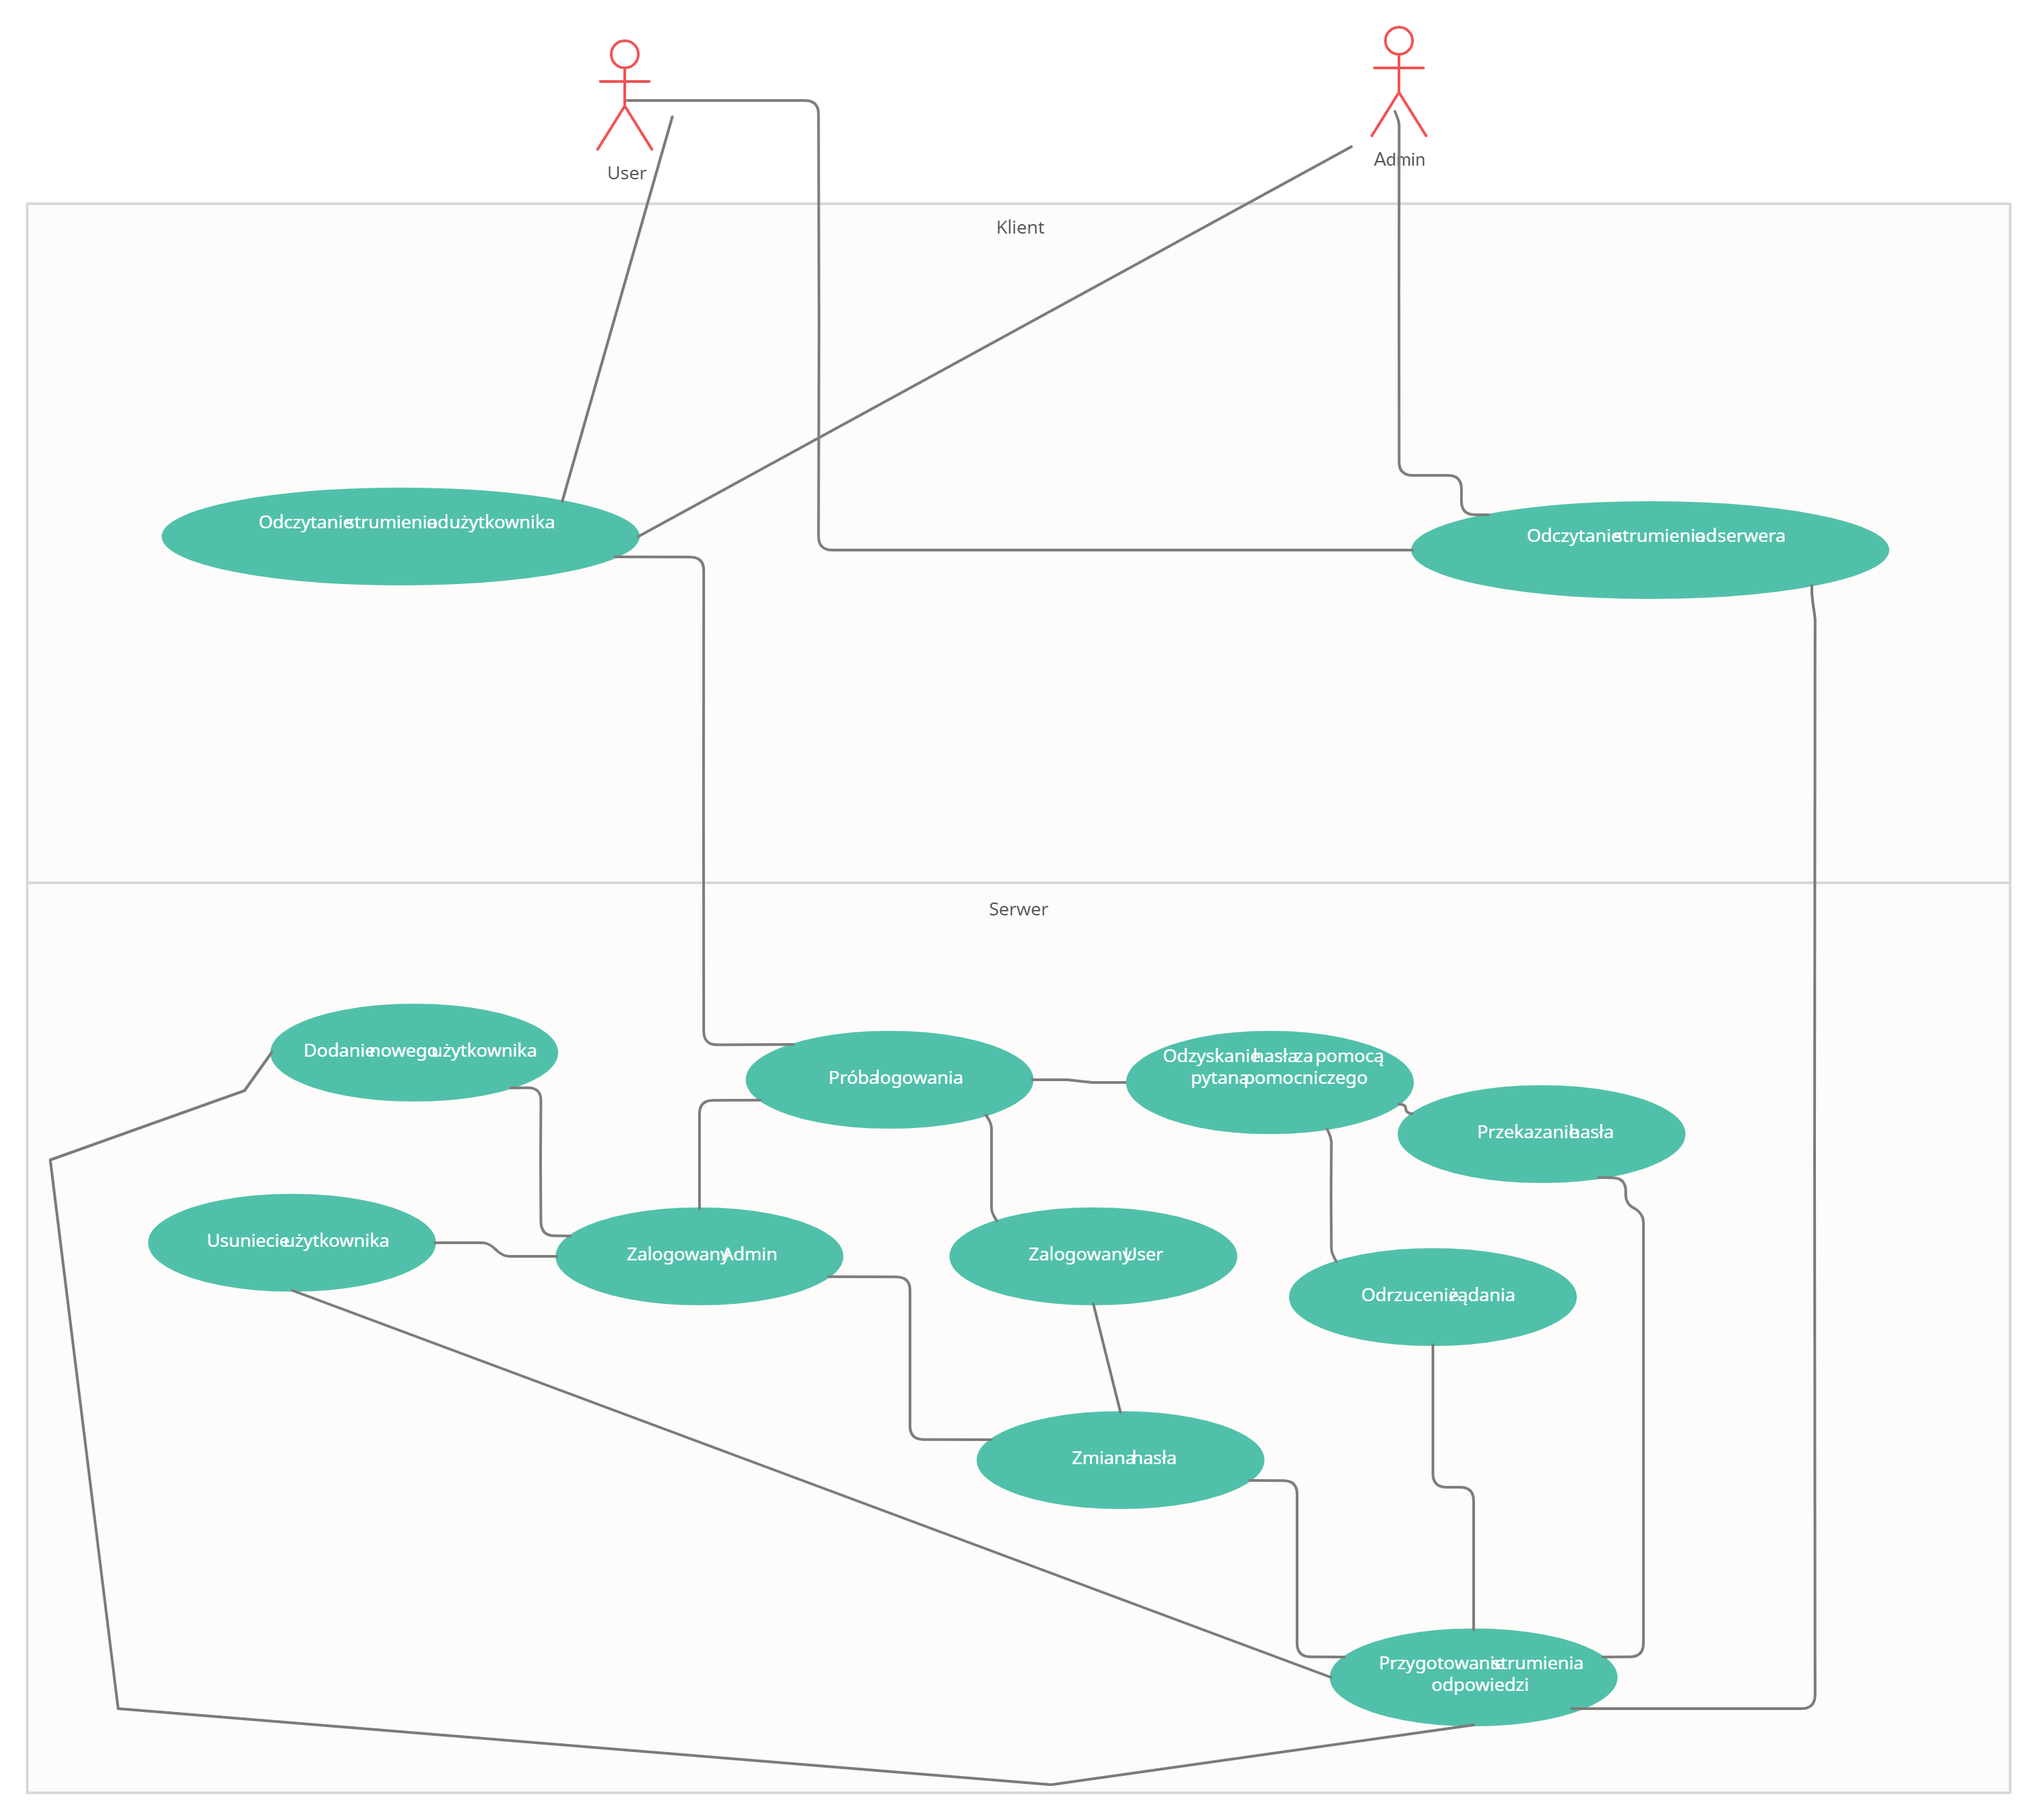 User
Admin
Klient
Odczytanie strumienia od użytkownika
Odczytanie strumienia od serwera
Serwer
Dodanie nowego użytkownika
Próba logowania
Odzyskanie hasła za pomocą
pytana pomocniczego
Przekazanie hasła
Usuniecie użytkownika
Zalogowany Admin
Zalogowany User
Odrzucenie żądania
Zmiana hasła
Przygotowanie strumienia
odpowiedzi